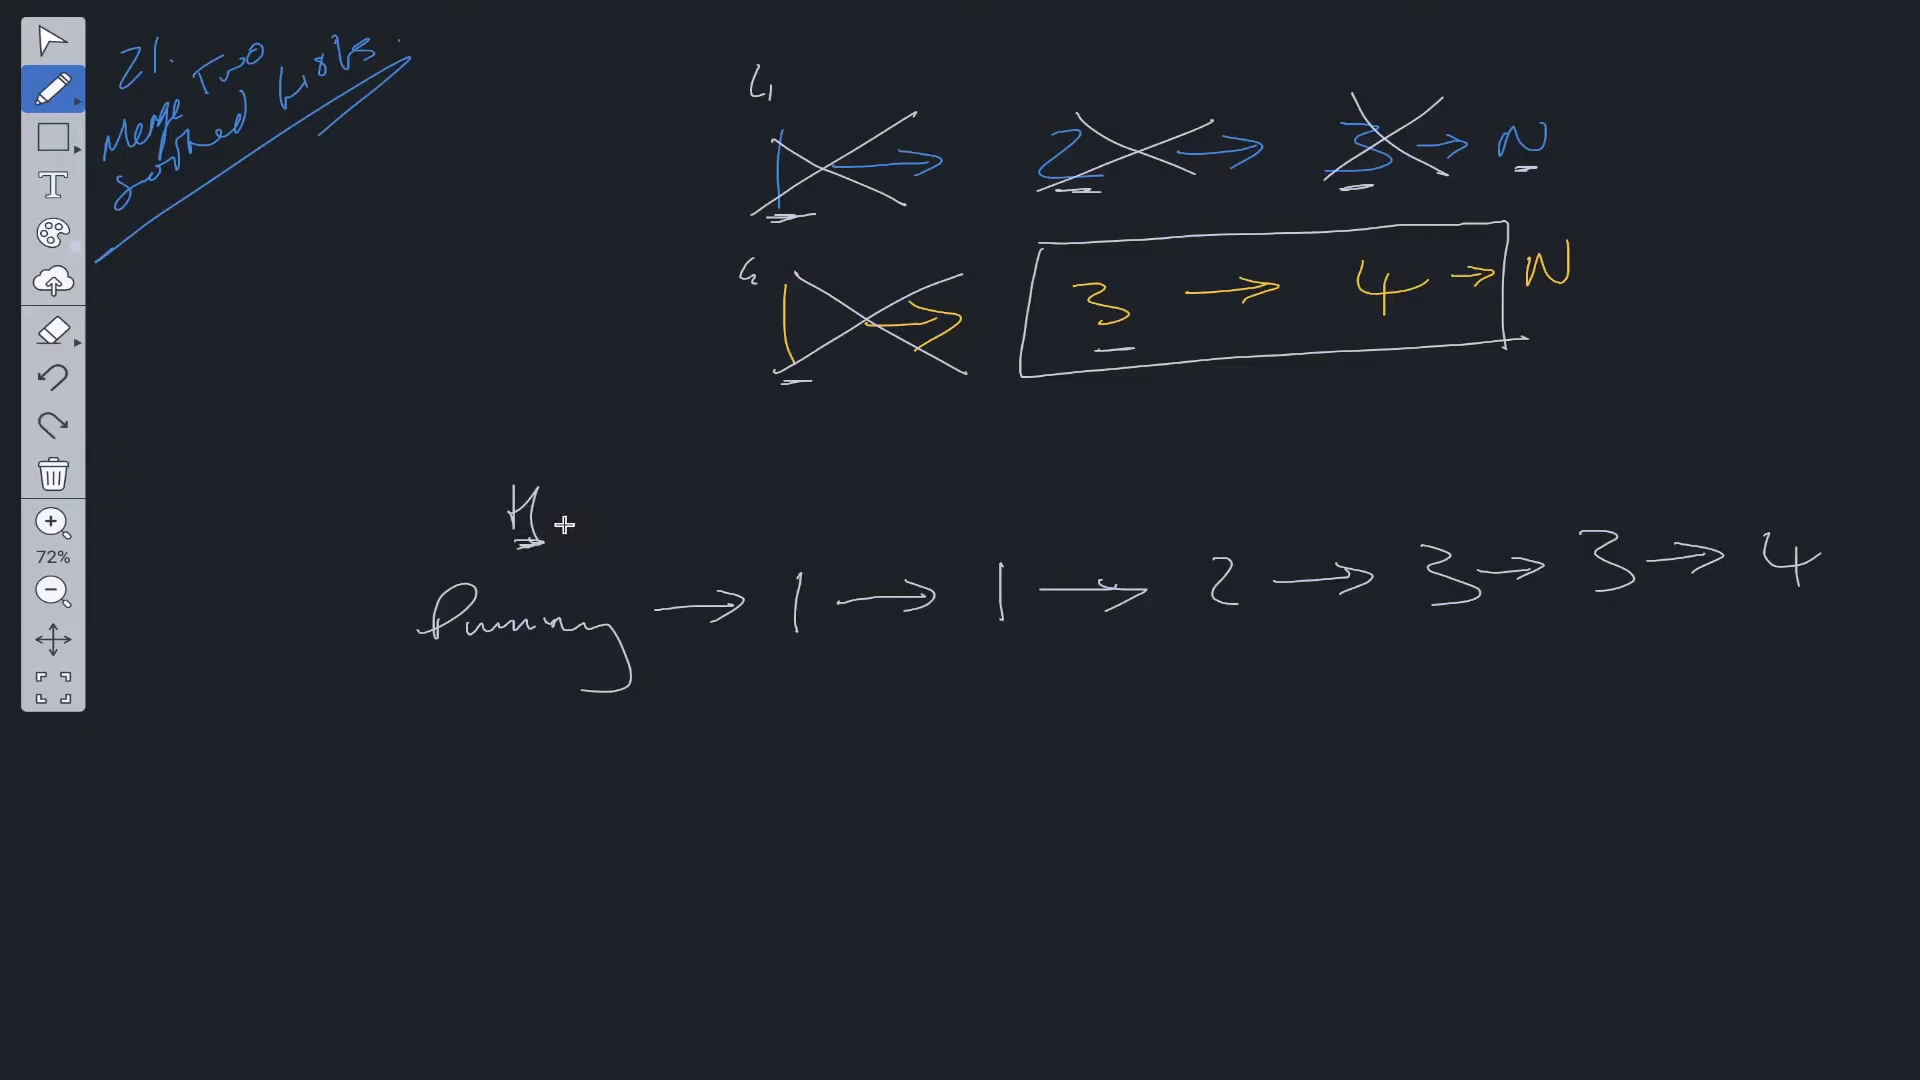 21.
Merge Two
sorted Lists.
L1
1 → 2 → 3 → N
L2
1 → 3 → 4 → N
H
Dummy → 1 → 1 → 2 → 3 → 3 → 4
72%